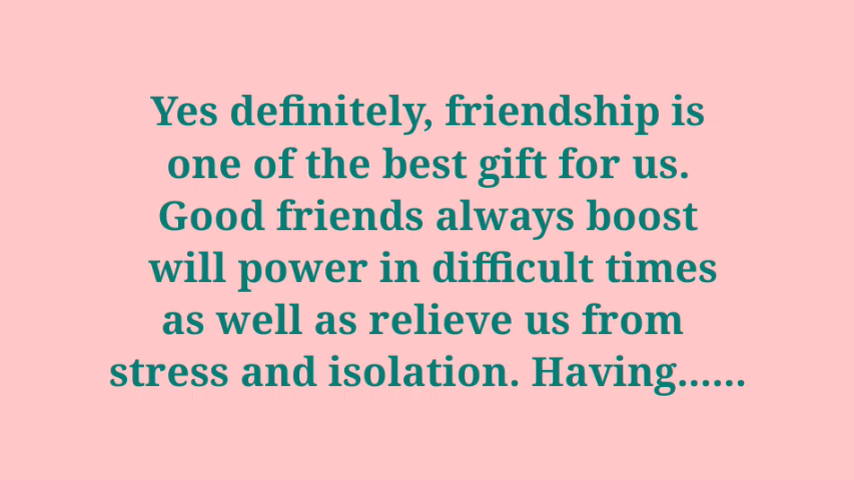 Yes definitely, friendship is
one of the best gift for us.
Good friends always boost
will power in difficult times
as well as relieve us from
stress and isolation. Having......